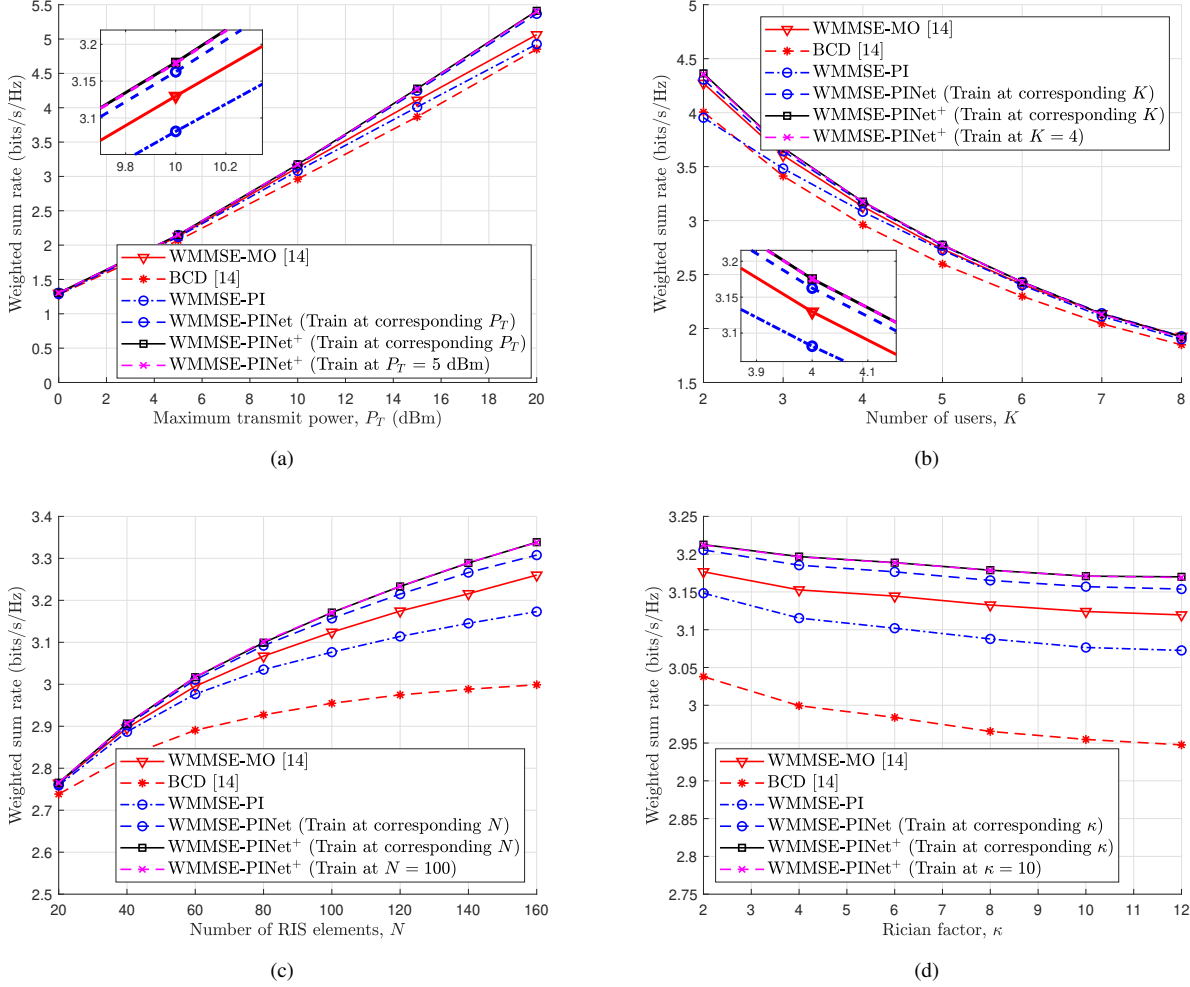 5.5
5
4.5
4
3.5
3
2.5
2
1.5
1
0.5
0
Weighted sum rate (bits/s/Hz)
3.2
3.15
3.1
9.8 10 10.2
WMMSE-MO [14]
BCD [14]
WMMSE-PI
WMMSE-PINet (Train at corresponding P_T)
WMMSE-PINet⁺ (Train at corresponding P_T)
WMMSE-PINet⁺ (Train at P_T = 5 dBm)
0 2 4 6 8 10 12 14 16 18 20
Maximum transmit power, P_T (dBm)
(a)
5
4.5
4
3.5
3
2.5
2
1.5
Weighted sum rate (bits/s/Hz)
WMMSE-MO [14]
BCD [14]
WMMSE-PI
WMMSE-PINet (Train at corresponding K)
WMMSE-PINet⁺ (Train at corresponding K)
WMMSE-PINet⁺ (Train at K = 4)
3.2
3.15
3.1
3.9 4 4.1
2 3 4 5 6 7 8
Number of users, K
(b)
3.4
3.3
3.2
3.1
3
2.9
2.8
2.7
2.6
2.5
Weighted sum rate (bits/s/Hz)
WMMSE-MO [14]
BCD [14]
WMMSE-PI
WMMSE-PINet (Train at corresponding N)
WMMSE-PINet⁺ (Train at corresponding N)
WMMSE-PINet⁺ (Train at N = 100)
20 40 60 80 100 120 140 160
Number of RIS elements, N
(c)
3.25
3.2
3.15
3.1
3.05
3
2.95
2.9
2.85
2.8
2.75
Weighted sum rate (bits/s/Hz)
WMMSE-MO [14]
BCD [14]
WMMSE-PI
WMMSE-PINet (Train at corresponding κ)
WMMSE-PINet⁺ (Train at corresponding κ)
WMMSE-PINet⁺ (Train at κ = 10)
2 3 4 5 6 7 8 9 10 11 12
Rician factor, κ
(d)